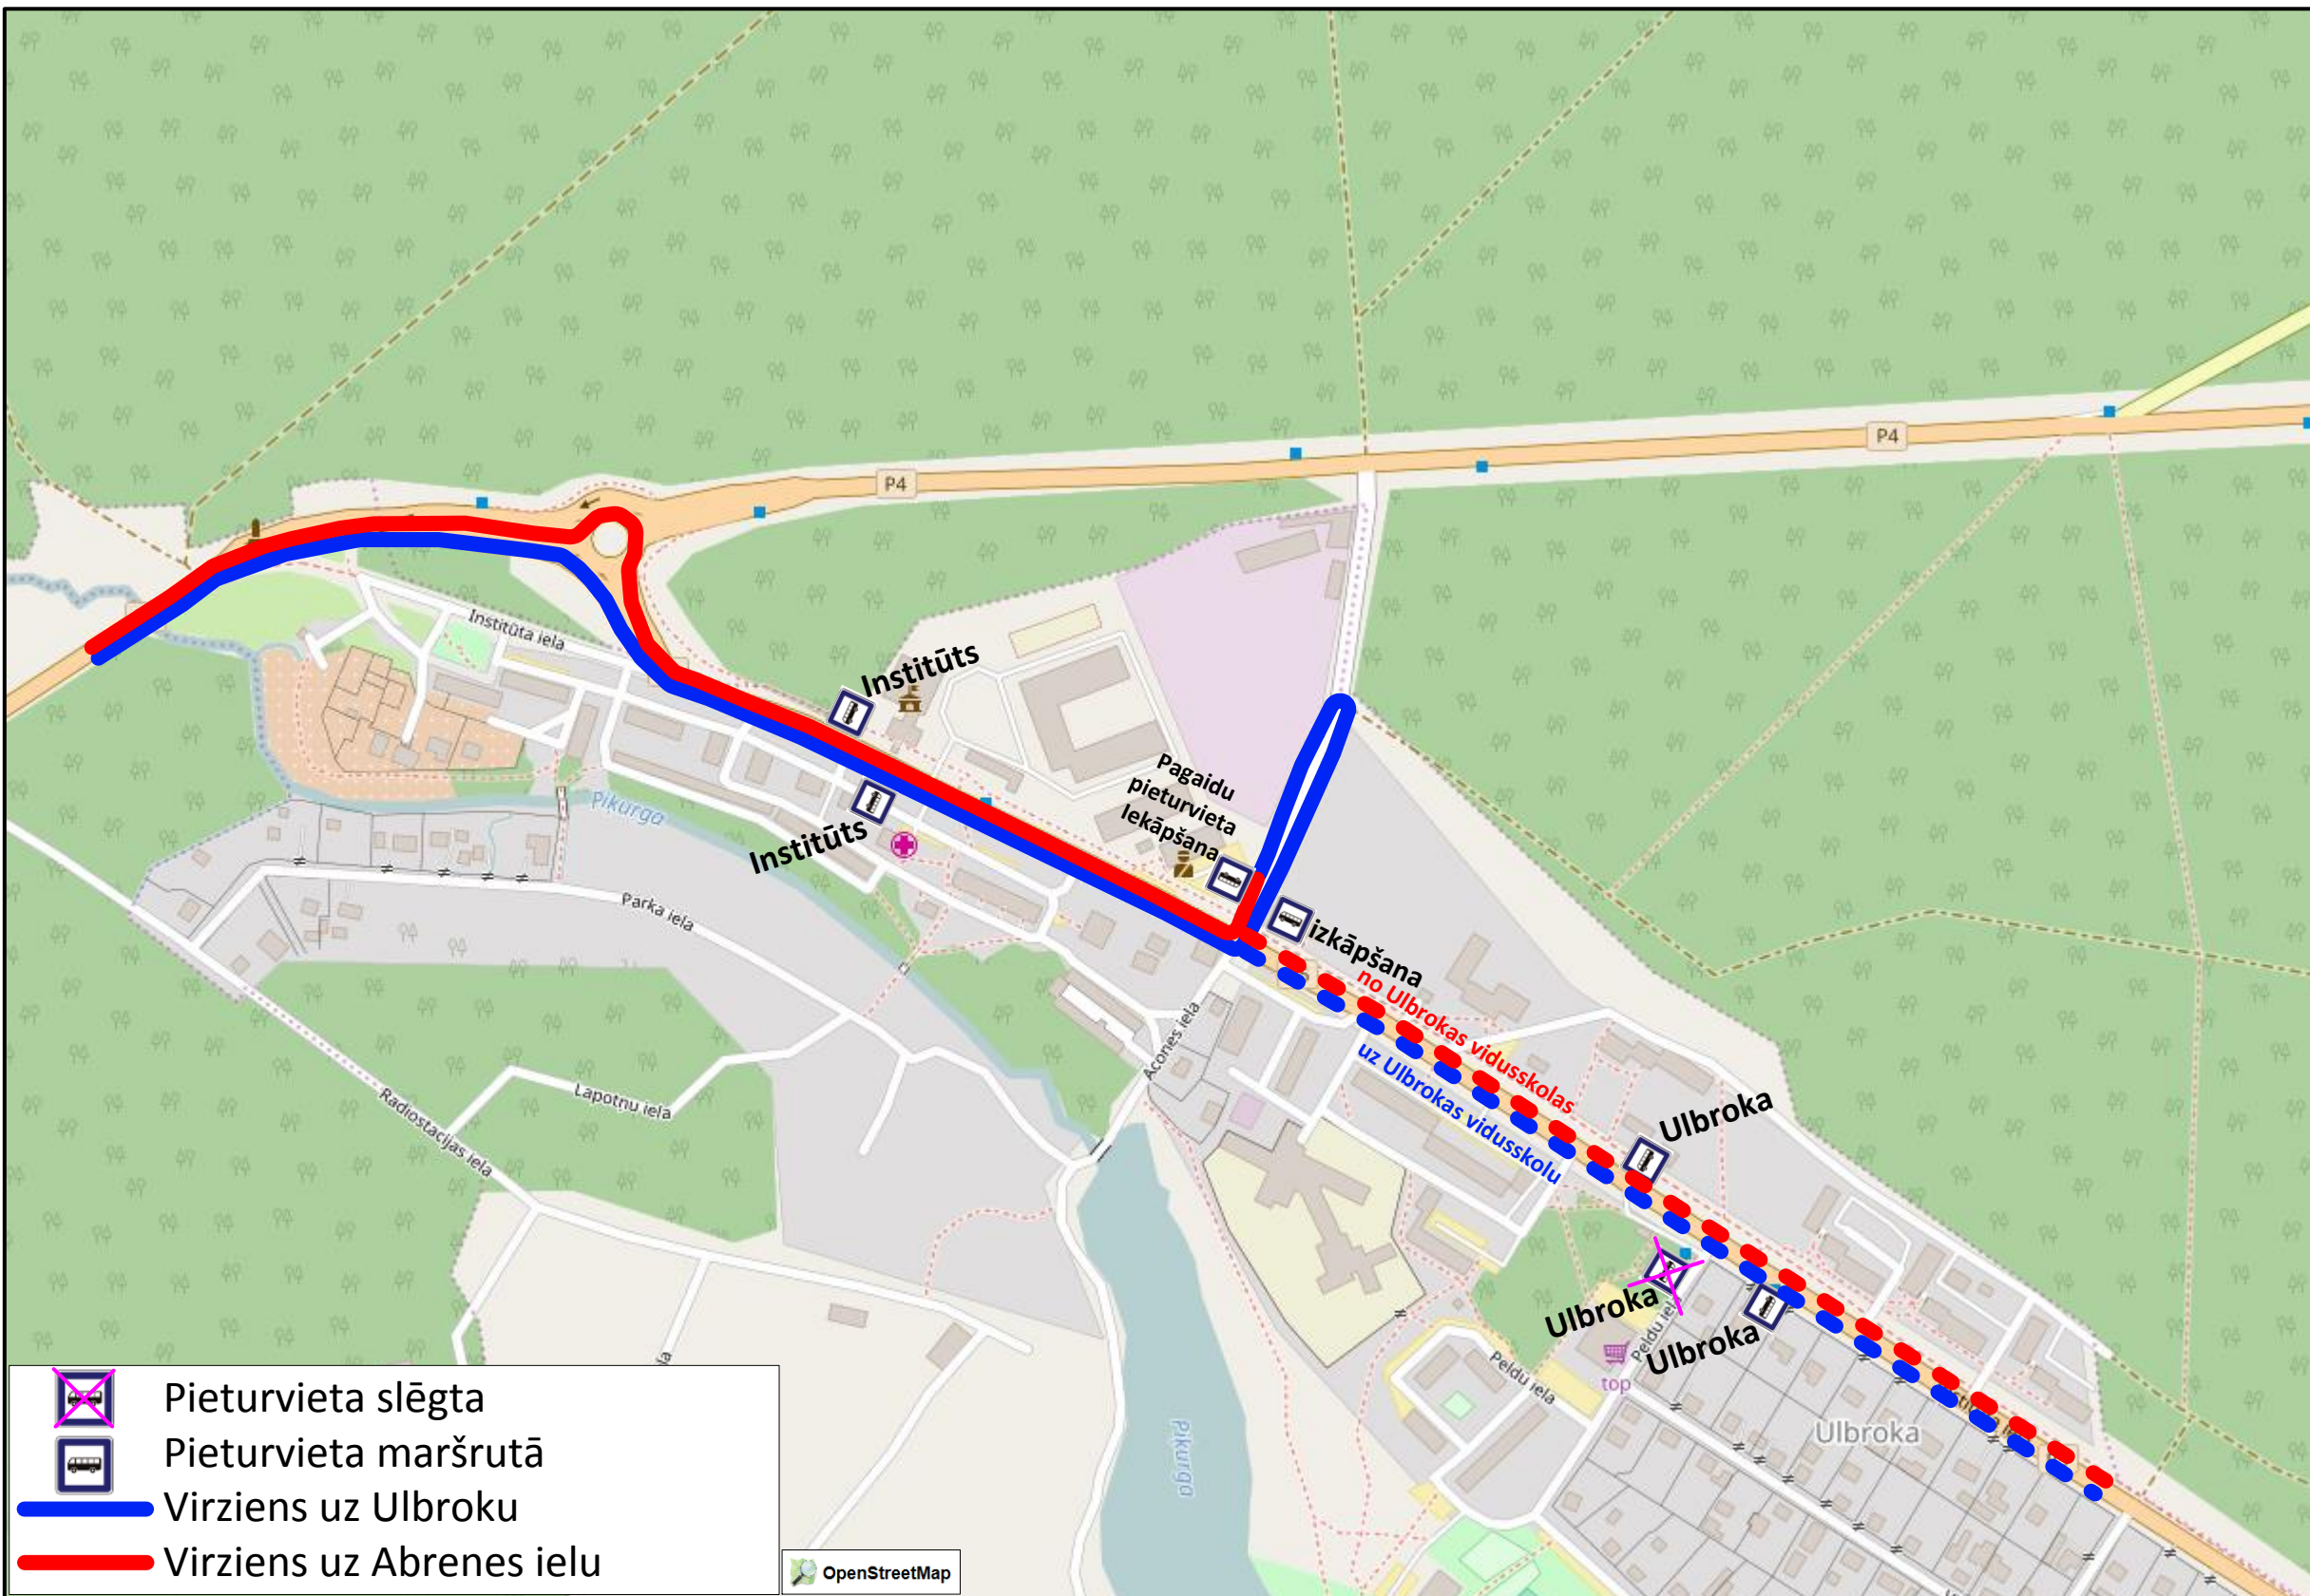 P4
P4
Institūta iela
Institūts
Institūts
Pikurga
Pagaidu
pieturvieta
Iekāpšana
izkāpšana
Parka iela
no Ulbrokas vidusskolas
uz Ulbrokas vidusskolu
Acones iela
Lapotņu iela
Radiostacijas iela
Ulbroka
Ulbroka
Ulbroka
Peldu iela
Peldu iela
top
Ulbroka
Pikurga
Pieturvieta slēgta
Pieturvieta maršrutā
Virziens uz Ulbroku
Virziens uz Abrenes ielu
OpenStreetMap